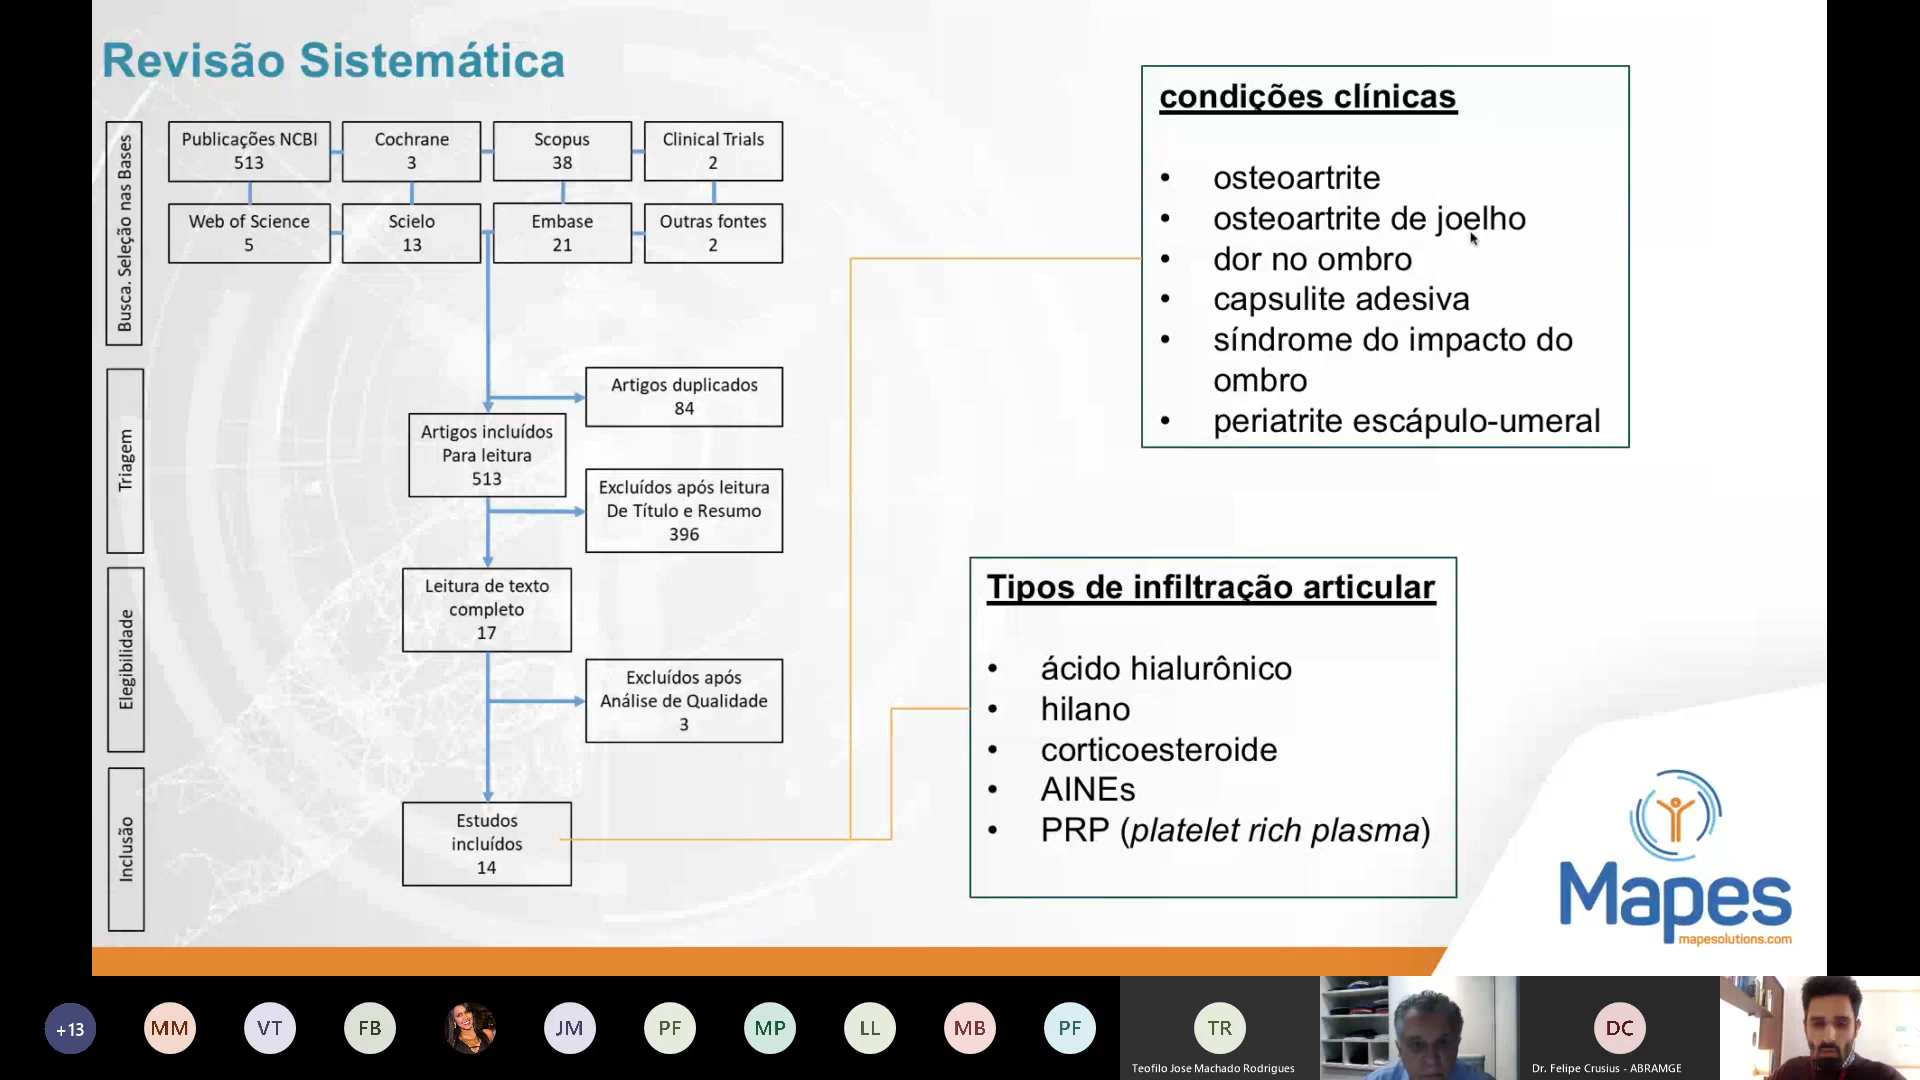 Revisão Sistemática
Busca. Seleção nas Bases
Publicações NCBI
513
Cochrane
3
Scopus
38
Clinical Trials
2
Web of Science
5
Scielo
13
Embase
21
Outras fontes
2
Triagem
Artigos duplicados
84
Artigos incluídos
Para leitura
513
Excluídos após leitura
De Título e Resumo
396
Elegibilidade
Leitura de texto
completo
17
Excluídos após
Análise de Qualidade
3
Inclusão
Estudos
incluídos
14
condições clínicas
• osteoartrite
• osteoartrite de joelho
• dor no ombro
• capsulite adesiva
• síndrome do impacto do
ombro
• periatrite escápulo-umeral
Tipos de infiltração articular
• ácido hialurônico
• hilano
• corticoesteroide
• AINEs
• PRP (platelet rich plasma)
Mapes
mapesolutions.com
+13
MM
VT
FB
JM
PF
MP
LL
MB
PF
TR
Teofilo Jose Machado Rodrigues
DC
Dr. Felipe Crusius - ABRAMGE